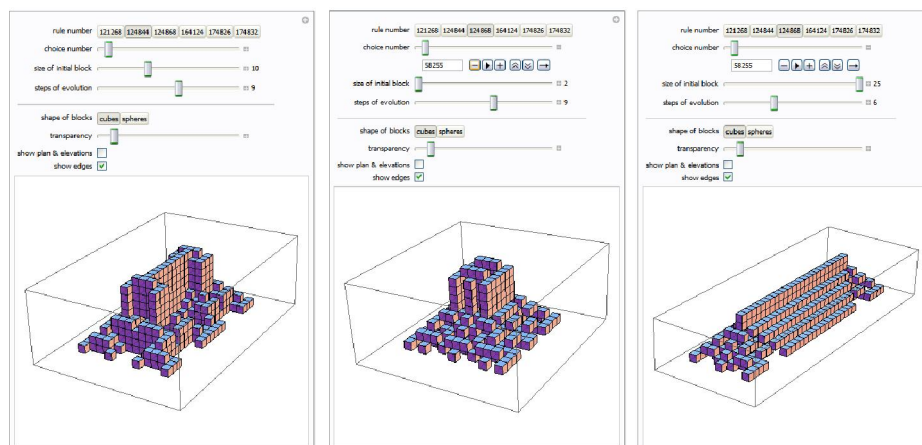 rule number 121268 124844 124868 164124 174826 174832
choice number
size of initial block 10
steps of evolution 9
shape of blocks cubes spheres
transparency
show plan & elevations
show edges
rule number 121268 124844 124868 164124 174826 174832
choice number
58255
size of initial block 2
steps of evolution 9
shape of blocks cubes spheres
transparency
show plan & elevations
show edges
rule number 121268 124844 124868 164124 174826 174832
choice number
58255
size of initial block 25
steps of evolution 6
shape of blocks cubes spheres
transparency
show plan & elevations
show edges